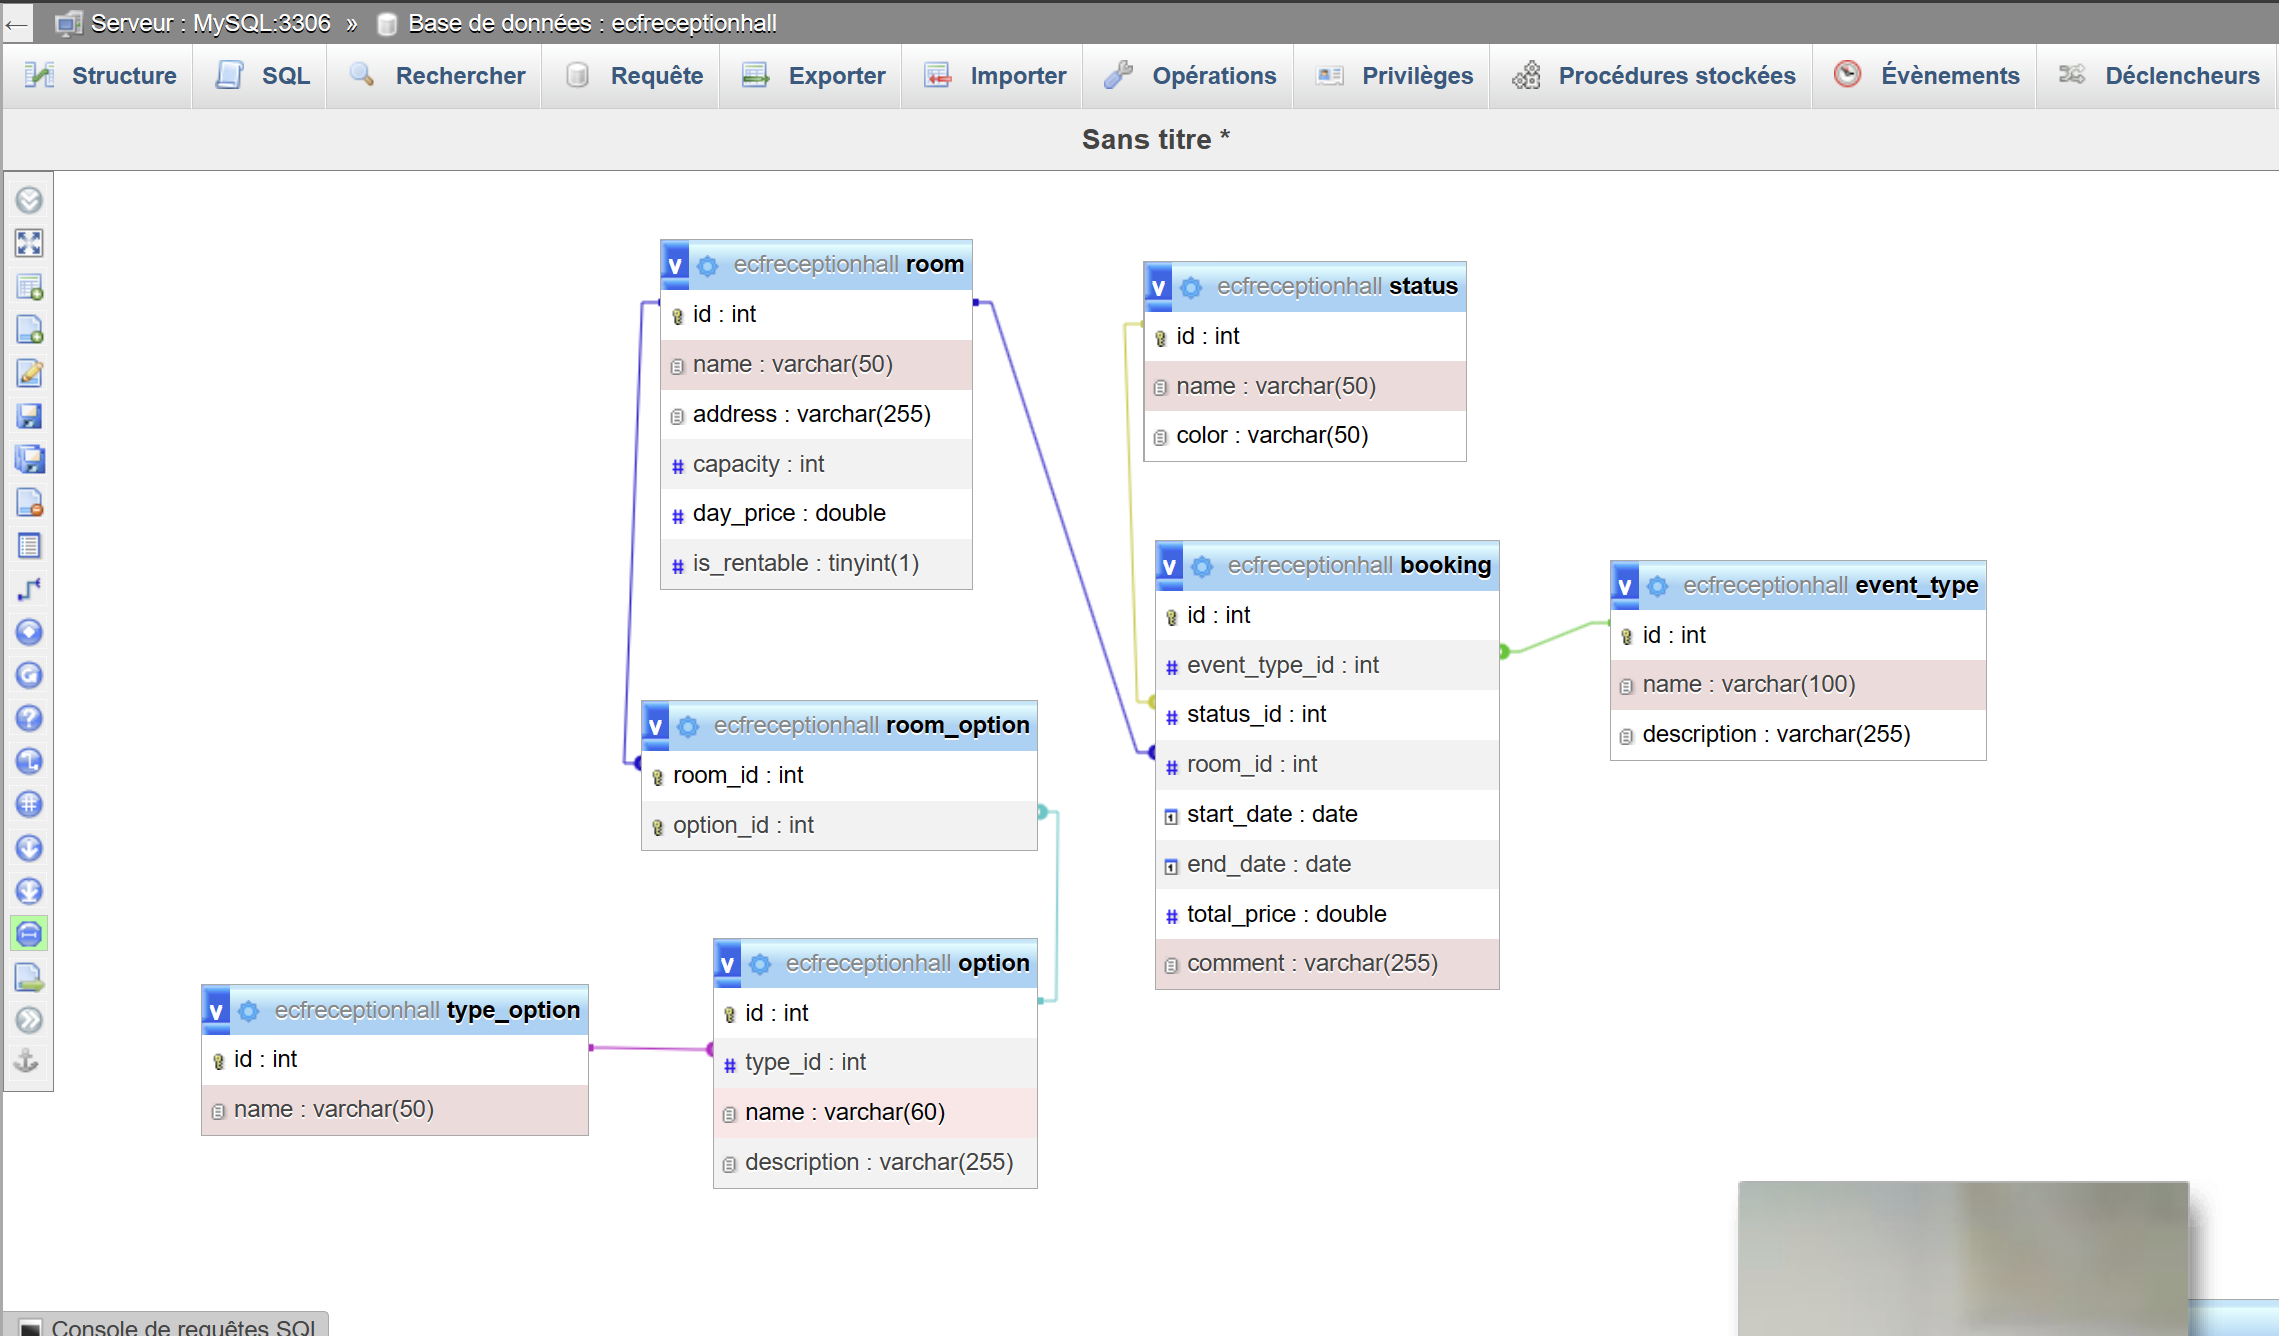 Serveur : MySQL:3306 » Base de données : ecfreceptionhall
Structure SQL Rechercher Requête Exporter Importer Opérations Privilèges Procédures stockées Évènements Déclencheurs
Sans titre *
v ecfreceptionhall room
id : int
name : varchar(50)
address : varchar(255)
# capacity : int
# day_price : double
# is_rentable : tinyint(1)
v ecfreceptionhall status
id : int
name : varchar(50)
color : varchar(50)
v ecfreceptionhall booking
id : int
# event_type_id : int
# status_id : int
# room_id : int
start_date : date
end_date : date
# total_price : double
comment : varchar(255)
v ecfreceptionhall event_type
id : int
name : varchar(100)
description : varchar(255)
v ecfreceptionhall room_option
room_id : int
option_id : int
v ecfreceptionhall option
id : int
# type_id : int
name : varchar(60)
description : varchar(255)
v ecfreceptionhall type_option
id : int
name : varchar(50)
Console de requêtes SQL